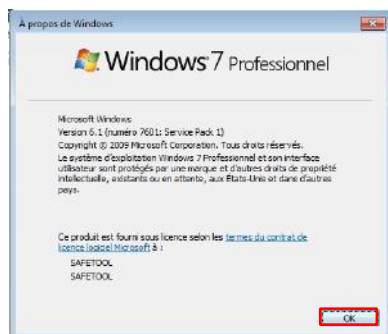 À propos de Windows
Windows 7 Professionnel
Microsoft Windows
Version 6.1 (numéro 7601: Service Pack 1)
Copyright © 2009 Microsoft Corporation. Tous droits réservés.
Le système d'exploitation Windows 7 Professionnel et son interface
utilisateur sont protégés par une marque et d'autres droits de propriété
intellectuelle, existants ou en attente, aux États-Unis et dans d'autres
pays.
Ce produit est fourni sous licence selon les termes du contrat de
licence logiciel Microsoft à :
SAFETOOL
SAFETOOL
OK